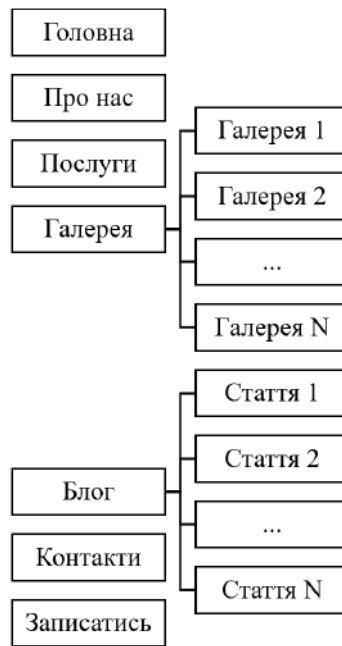 Головна
Про нас
Послуги
Галерея
Галерея 1
Галерея 2
...
Галерея N
Блог
Стаття 1
Стаття 2
...
Стаття N
Контакти
Записатись